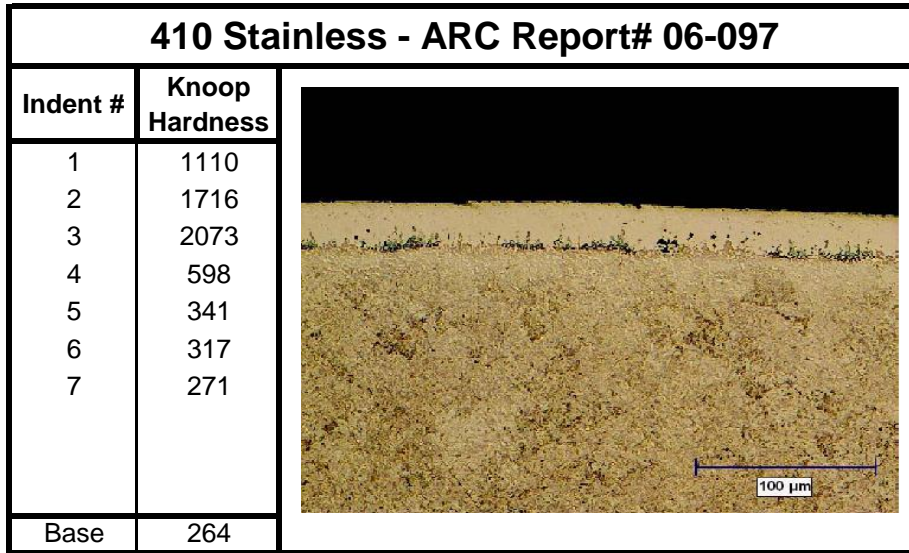 410 Stainless - ARC Report# 06-097
Indent # Knoop Hardness
1 1110
2 1716
3 2073
4 598
5 341
6 317
7 271
Base 264
100 µm